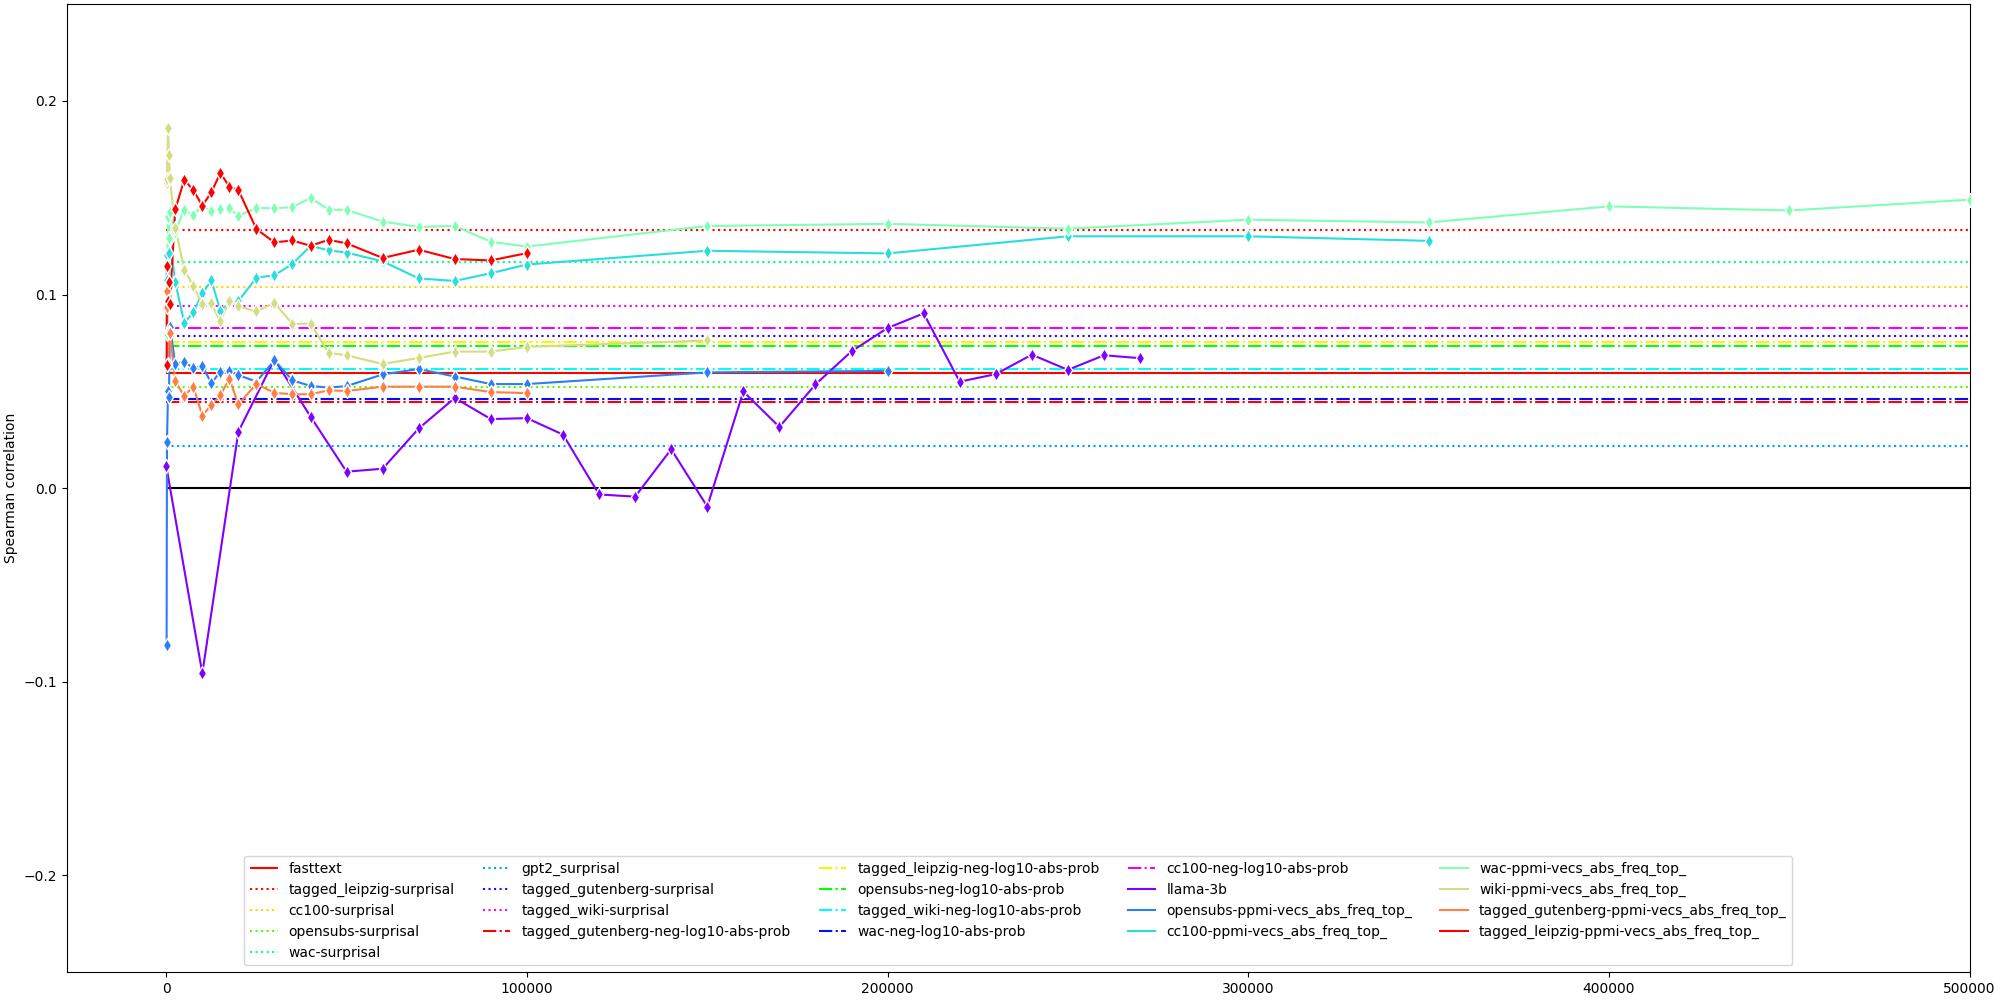 0.2
0.1
0.0
−0.1
−0.2
Spearman correlation
fasttext
tagged_leipzig-surprisal
cc100-surprisal
opensubs-surprisal
wac-surprisal
gpt2_surprisal
tagged_gutenberg-surprisal
tagged_wiki-surprisal
tagged_gutenberg-neg-log10-abs-prob
tagged_leipzig-neg-log10-abs-prob
opensubs-neg-log10-abs-prob
tagged_wiki-neg-log10-abs-prob
wac-neg-log10-abs-prob
cc100-neg-log10-abs-prob
llama-3b
opensubs-ppmi-vecs_abs_freq_top_
cc100-ppmi-vecs_abs_freq_top_
wac-ppmi-vecs_abs_freq_top_
wiki-ppmi-vecs_abs_freq_top_
tagged_gutenberg-ppmi-vecs_abs_freq_top_
tagged_leipzig-ppmi-vecs_abs_freq_top_
0 100000 200000 300000 400000 500000